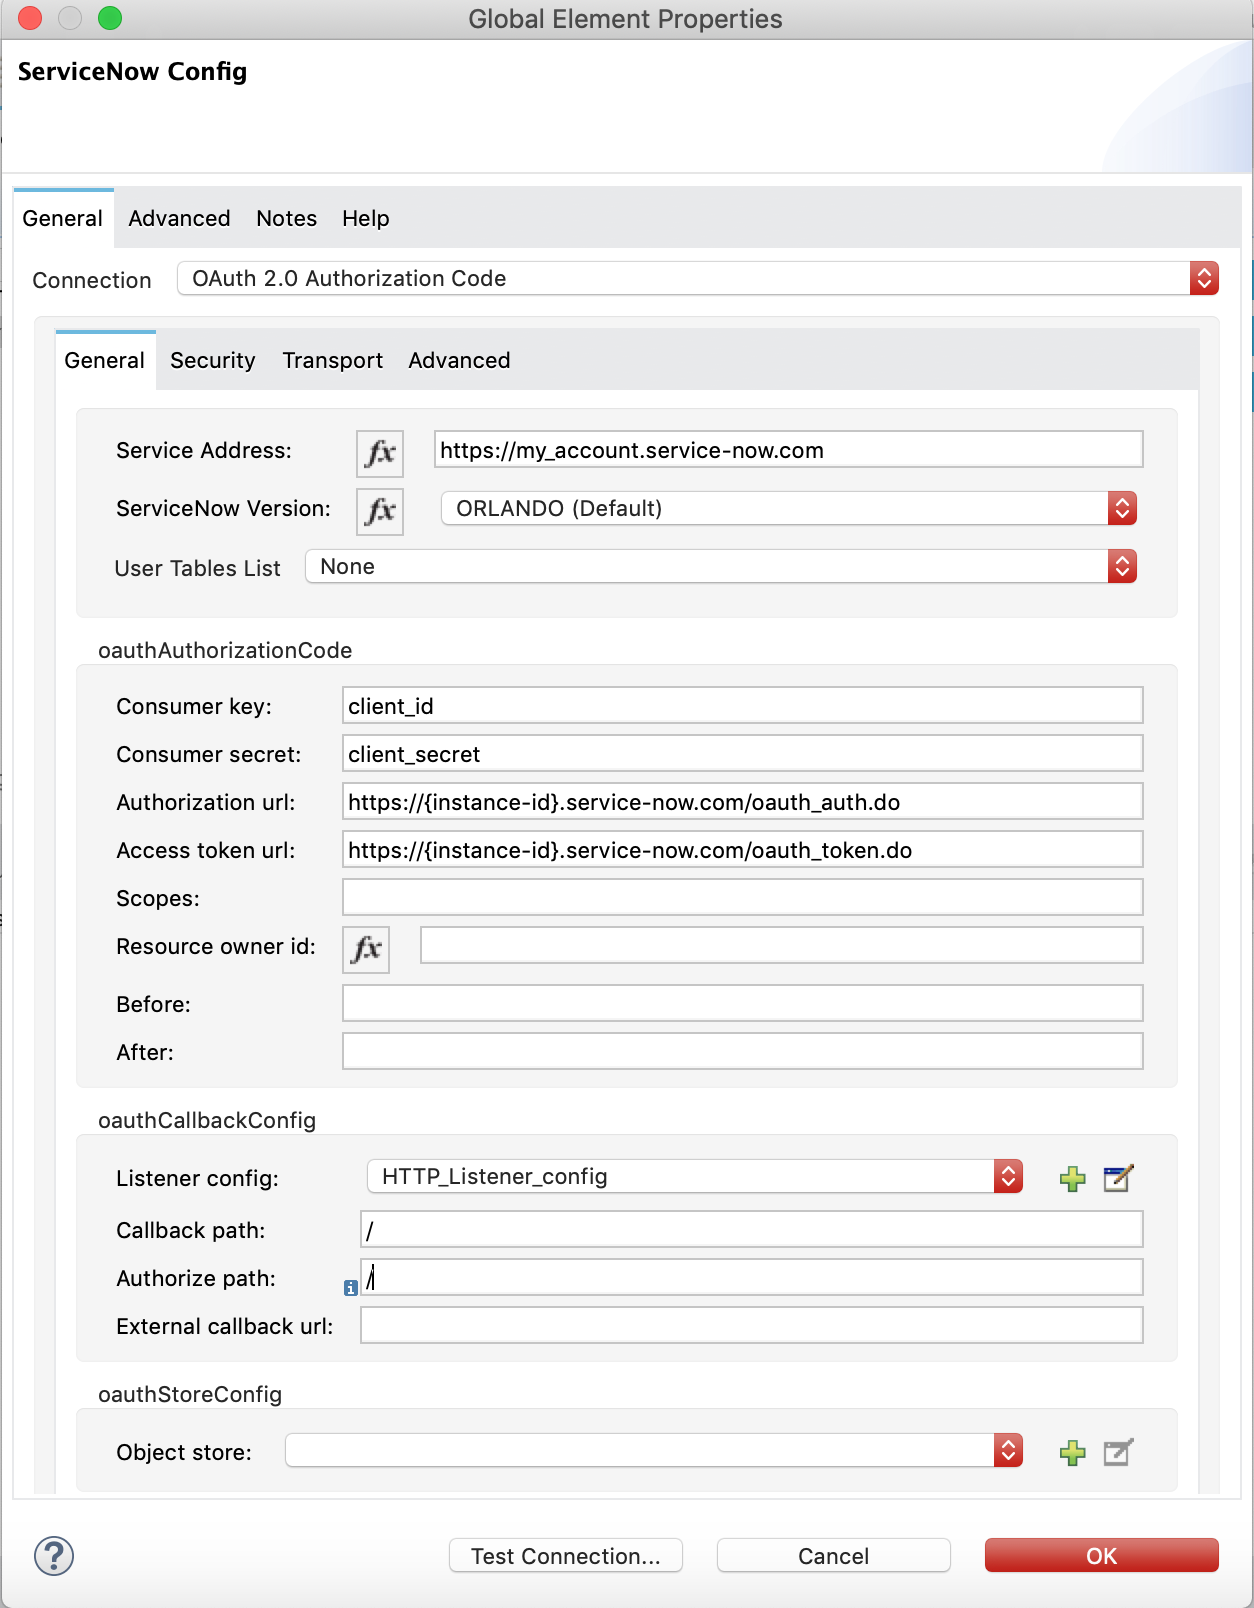 Global Element Properties
ServiceNow Config
General Advanced Notes Help
Connection OAuth 2.0 Authorization Code
General Security Transport Advanced
Service Address: fx https://my_account.service-now.com
ServiceNow Version: fx ORLANDO (Default)
User Tables List None
oauthAuthorizationCode
Consumer key: client_id
Consumer secret: client_secret
Authorization url: https://{instance-id}.service-now.com/oauth_auth.do
Access token url: https://{instance-id}.service-now.com/oauth_token.do
Scopes:
Resource owner id: fx
Before:
After:
oauthCallbackConfig
Listener config: HTTP_Listener_config
Callback path: /
Authorize path: i /
External callback url:
oauthStoreConfig
Object store:
? Test Connection... Cancel OK